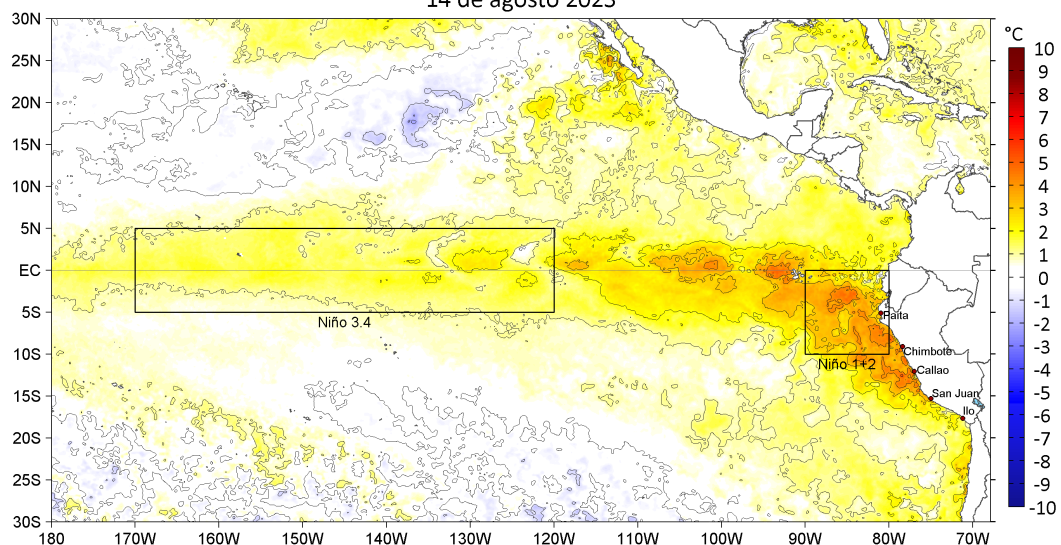 14 de agosto 2023
°C
30N
25N
20N
15N
10N
5N
EC
5S
10S
15S
20S
25S
30S
180
170W
160W
150W
140W
130W
120W
110W
100W
90W
80W
70W
Niño 3.4
Niño 1+2
Paita
Chimbote
Callao
San Juan
Ilo
10
9
8
7
6
5
4
3
2
1
0
-1
-2
-3
-4
-5
-6
-7
-8
-9
-10